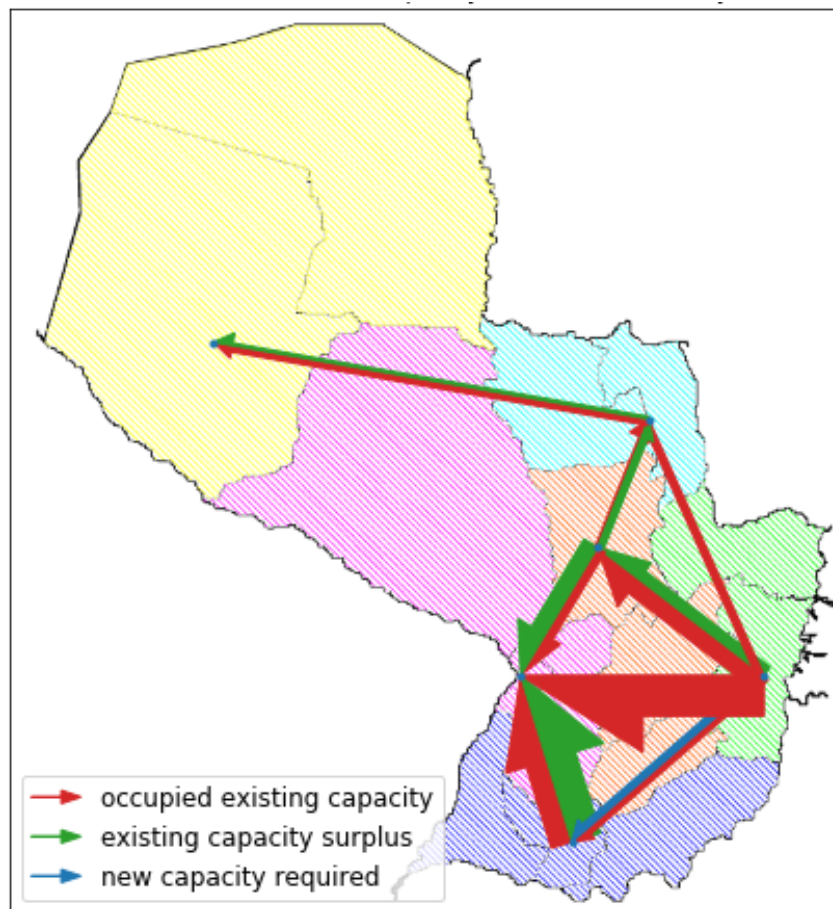 occupied existing capacity
existing capacity surplus
new capacity required